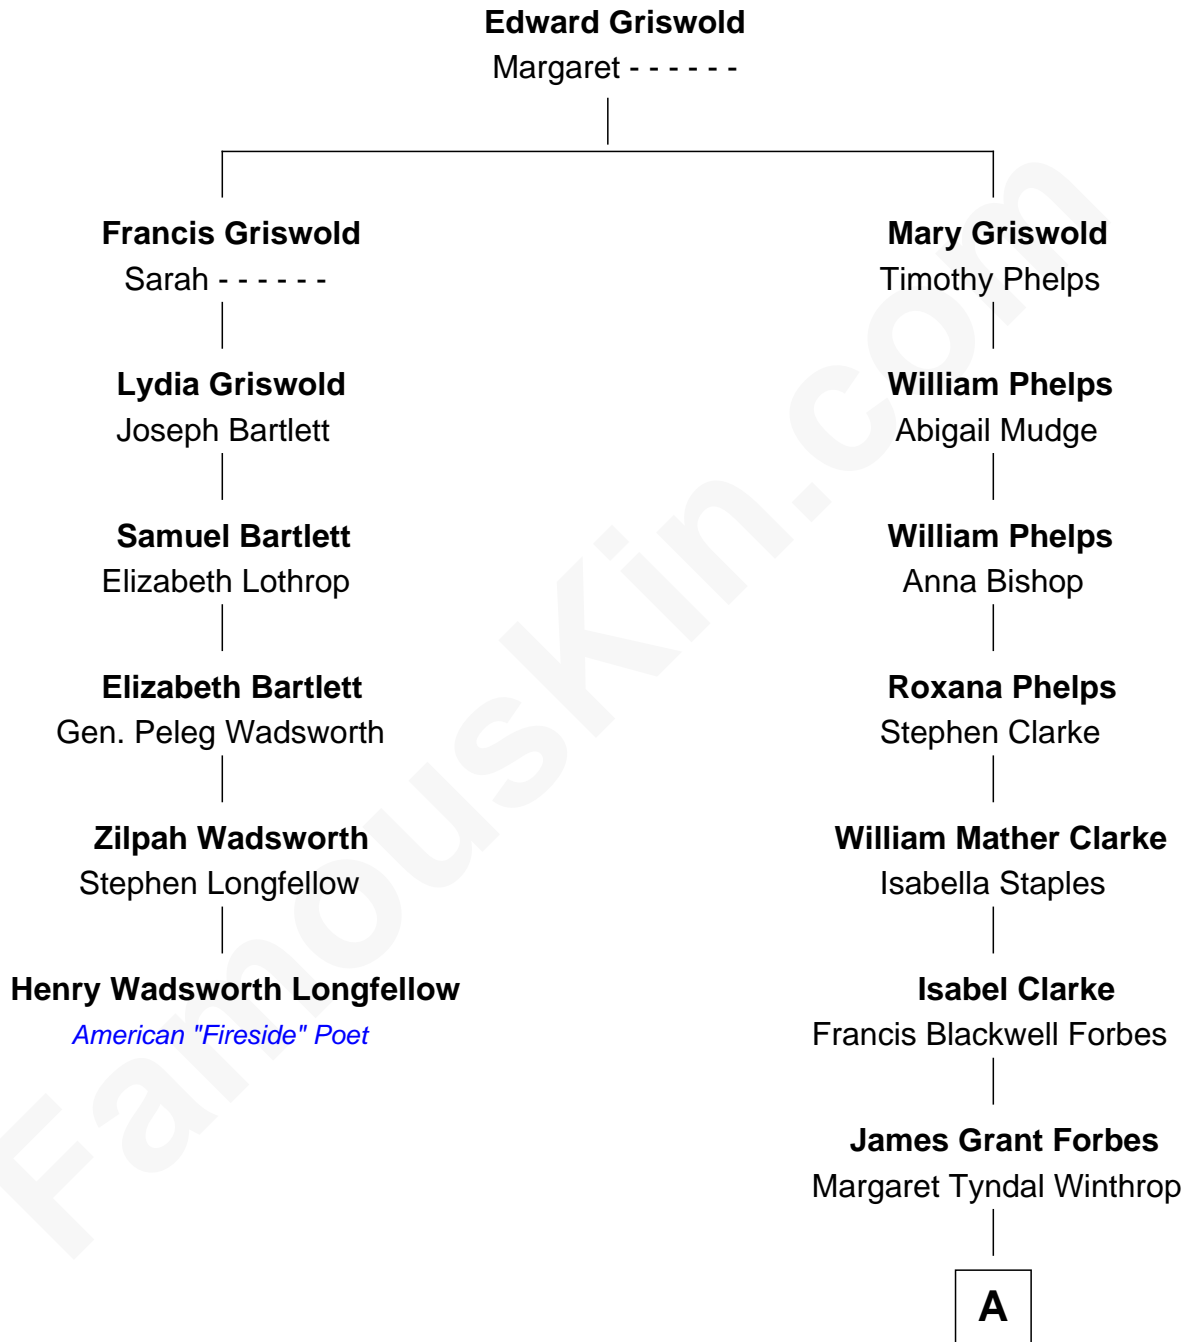 Edward Griswold
Margaret - - - - - -
Francis Griswold
Sarah - - - - - -
Lydia Griswold
Joseph Bartlett
Samuel Bartlett
Elizabeth Lothrop
Elizabeth Bartlett
Gen. Peleg Wadsworth
Zilpah Wadsworth
Stephen Longfellow
Henry Wadsworth Longfellow
American "Fireside" Poet
Mary Griswold
Timothy Phelps
William Phelps
Abigail Mudge
William Phelps
Anna Bishop
Roxana Phelps
Stephen Clarke
William Mather Clarke
Isabella Staples
Isabel Clarke
Francis Blackwell Forbes
James Grant Forbes
Margaret Tyndal Winthrop
A
FamousKin.com